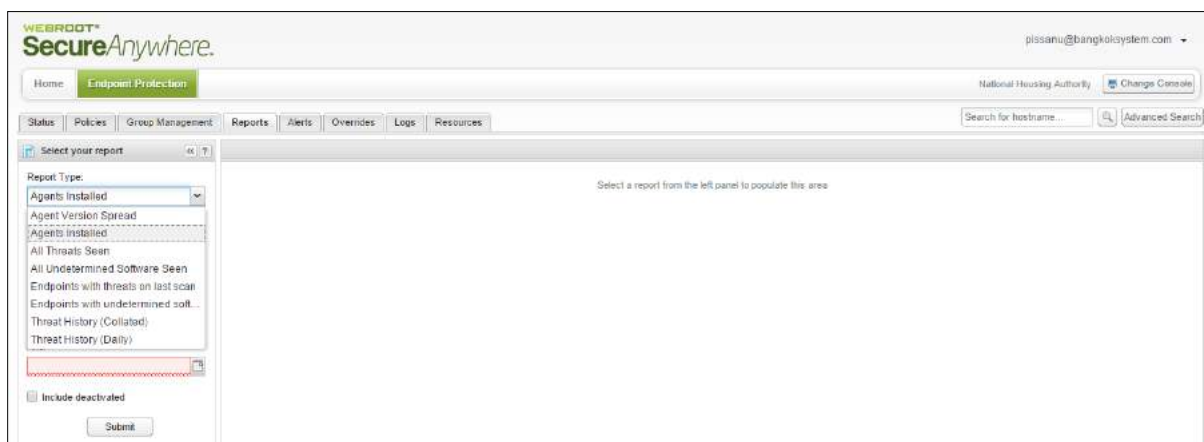 WEBROOT®
SecureAnywhere.
pissanu@bangkoksystem.com
Home Endpoint Protection
National Housing Authority Change Console
Status Policies Group Management Reports Alerts Overrides Logs Resources
Search for hostname... Advanced Search
Select your report
Report Type:
Select a report from the left panel to populate this area
Agents Installed
Agent Version Spread
Agents Installed
All Threats Seen
All Undetermined Software Seen
Endpoints with threats on last scan
Endpoints with undetermined soft...
Threat History (Collated)
Threat History (Daily)
Include deactivated
Submit